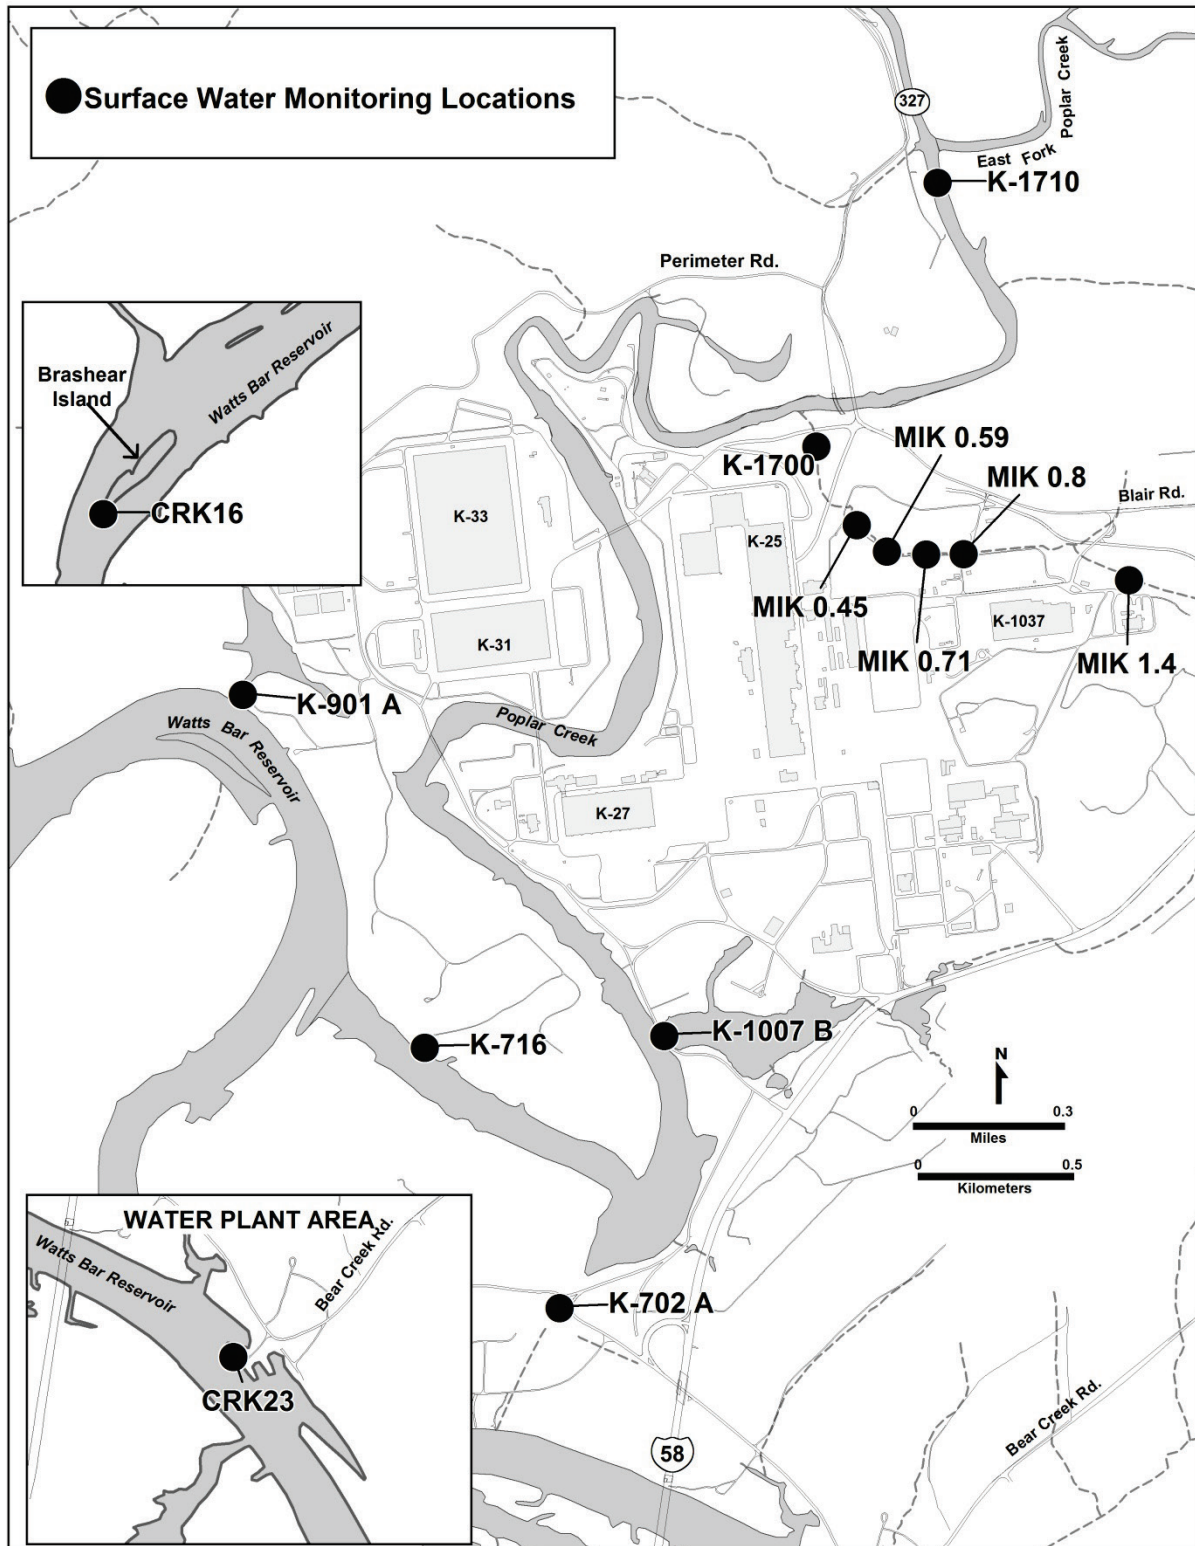 Surface Water Monitoring Locations
327
East Fork Poplar Creek
K-1710
Perimeter Rd.
Brashear
Island
Watts Bar Reservoir
CRK16
K-1700
MIK 0.59
MIK 0.8
Blair Rd.
K-33
K-25
MIK 0.45
K-1037
K-31
MIK 0.71
MIK 1.4
K-901 A
Watts Bar Reservoir
Poplar Creek
K-27
K-716
K-1007 B
N
0 0.3
Miles
0 0.5
Kilometers
WATER PLANT AREA
Watts Bar Reservoir
Bear Creek Rd.
CRK23
K-702 A
58
Bear Creek Rd.